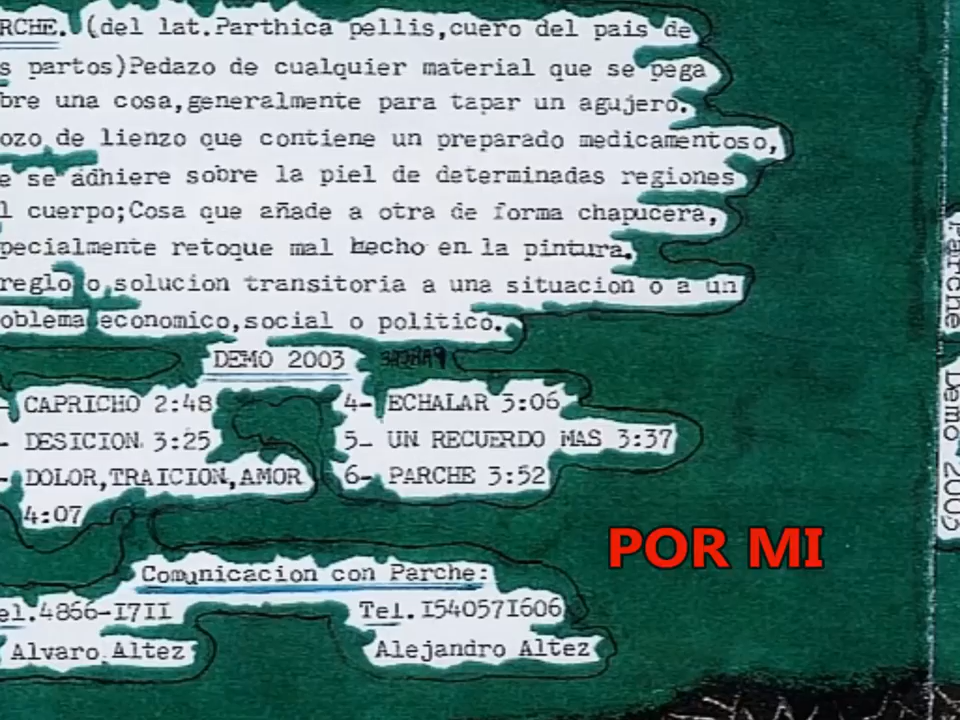 RCHE. (del lat.Parthica pellis,cuero del pais de
s partos)Pedazo de cualquier material que se pega
bre una cosa,generalmente para tapar un agujero.
ozo de lienzo que contiene un preparado medicamentoso,
e se adhiere sobre la piel de determinadas regiones
l cuerpo;Cosa que añade a otra de forma chapucera,
pecialmente retoque mal hecho en la pintura.
reglo o solucion transitoria a una situacion o a un
oblema economico,social o politico.
DEMO 2003
- CAPRICHO 2:48
- DESICION 3:25
- DOLOR,TRAICION,AMOR
4:07
4- ECHALAR 3:06
5- UN RECUERDO MAS 3:37
6- PARCHE 3:52
Comunicacion con Parche:
el.4866-I7II
Tel.I54057I606
Alvaro Altez
Alejandro Altez
POR MI
Parche Demo 2003